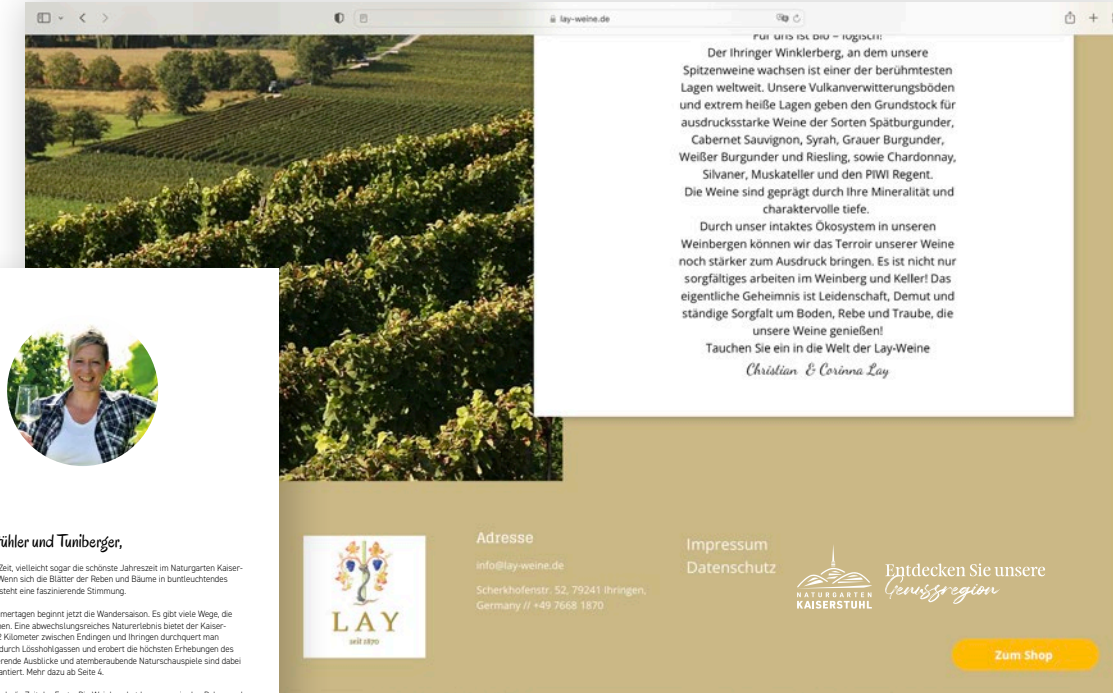 lay-weine.de
Für uns ist Bio – logisch!
Der Ihringer Winklerberg, an dem unsere
Spitzenweine wachsen ist einer der berühmtesten
Lagen weltweit. Unsere Vulkanverwitterungsböden
und extrem heiße Lagen geben den Grundstock für
ausdrucksstarke Weine der Sorten Spätburgunder,
Cabernet Sauvignon, Syrah, Grauer Burgunder,
Weißer Burgunder und Riesling, sowie Chardonnay,
Silvaner, Muskateller und den PIWI Regent.
Die Weine sind geprägt durch Ihre Mineralität und
charaktervolle tiefe.
Durch unser intaktes Ökosystem in unseren
Weinbergen können wir das Terroir unserer Weine
noch stärker zum Ausdruck bringen. Es ist nicht nur
sorgfältiges arbeiten im Weinberg und Keller! Das
eigentliche Geheimnis ist Leidenschaft, Demut und
ständige Sorgfalt um Boden, Rebe und Traube, die
unsere Weine genießen!
Tauchen Sie ein in die Welt der Lay-Weine
Christian & Corinna Lay
ühler und Tuniberger,
Zeit, vielleicht sogar die schönste Jahreszeit im Naturgarten Kaiser-
Wenn sich die Blätter der Reben und Bäume in buntleuchtendes
steht eine faszinierende Stimmung.
mertagen beginnt jetzt die Wandersaison. Es gibt viele Wege, die
en. Eine abwechslungsreiches Naturerlebnis bietet der Kaiser-
2 Kilometer zwischen Endingen und Ihringen durchquert man
durch Lösshohlgassen und erobert die höchsten Erhebungen des
erende Ausblicke und atemberaubende Naturschauspiele sind dabei
antiert. Mehr dazu ab Seite 4.
LAY
seit 1870
Adresse
info@lay-weine.de
Scherkhofenstr. 52, 79241 Ihringen,
Germany // +49 7668 1870
Impressum
Datenschutz
NATURGARTEN
KAISERSTUHL
Entdecken Sie unsere
Genussregion
Zum Shop